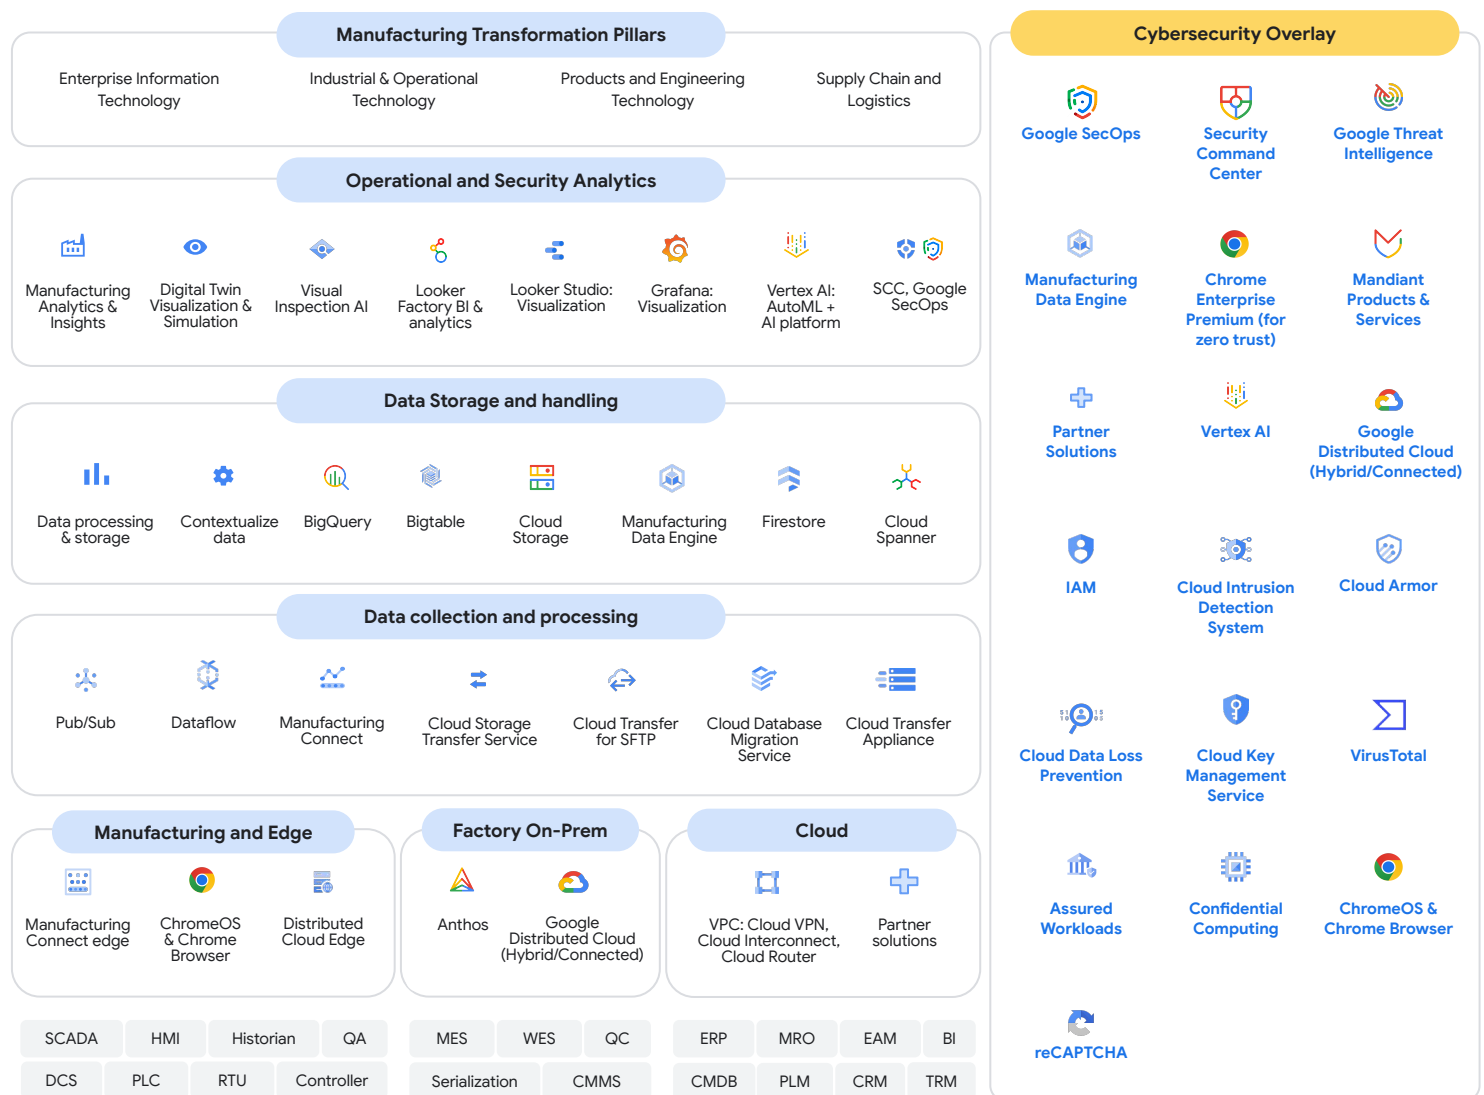 Manufacturing Transformation Pillars
Enterprise Information
Technology
Industrial & Operational
Technology
Products and Engineering
Technology
Supply Chain and
Logistics
Operational and Security Analytics
Manufacturing
Analytics &
Insights
Digital Twin
Visualization &
Simulation
Visual
Inspection AI
Looker
Factory BI &
analytics
Looker Studio:
Visualization
Grafana:
Visualization
Vertex AI:
AutoML +
AI platform
SCC, Google
SecOps
Data Storage and handling
Data processing
& storage
Contextualize
data
BigQuery
Bigtable
Cloud
Storage
Manufacturing
Data Engine
Firestore
Cloud
Spanner
Data collection and processing
Pub/Sub
Dataflow
Manufacturing
Connect
Cloud Storage
Transfer Service
Cloud Transfer
for SFTP
Cloud Database
Migration
Service
Cloud Transfer
Appliance
Manufacturing and Edge
Manufacturing
Connect edge
ChromeOS
& Chrome
Browser
Distributed
Cloud Edge
Factory On-Prem
Anthos
Google
Distributed Cloud
(Hybrid/Connected)
Cloud
VPC: Cloud VPN,
Cloud Interconnect,
Cloud Router
Partner
solutions
SCADA
HMI
Historian
QA
DCS
PLC
RTU
Controller
MES
WES
QC
Serialization
CMMS
ERP
MRO
EAM
BI
CMDB
PLM
CRM
TRM
Cybersecurity Overlay
Google SecOps
Security
Command
Center
Google Threat
Intelligence
Manufacturing
Data Engine
Chrome
Enterprise
Premium (for
zero trust)
Mandiant
Products &
Services
Partner
Solutions
Vertex AI
Google
Distributed Cloud
(Hybrid/Connected)
IAM
Cloud Intrusion
Detection
System
Cloud Armor
Cloud Data Loss
Prevention
Cloud Key
Management
Service
VirusTotal
Assured
Workloads
Confidential
Computing
ChromeOS &
Chrome Browser
reCAPTCHA